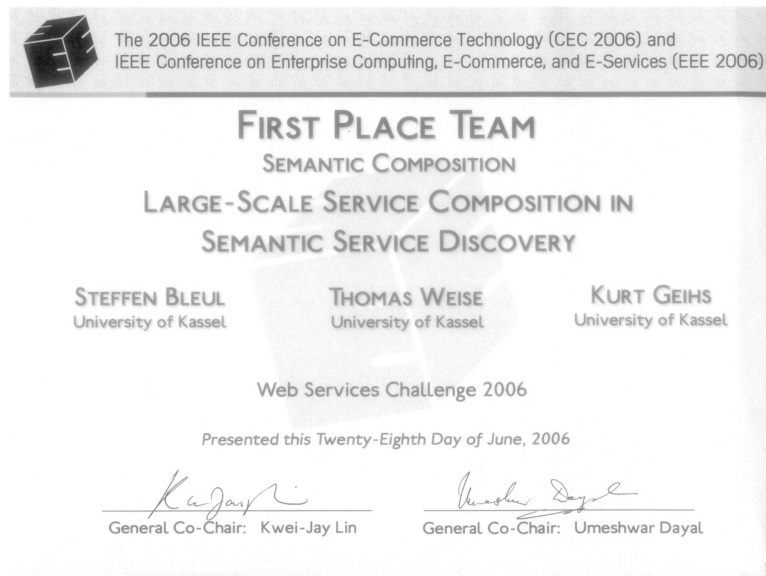 The 2006 IEEE Conference on E-Commerce Technology (CEC 2006) and
IEEE Conference on Enterprise Computing, E-Commerce, and E-Services (EEE 2006)
FIRST PLACE TEAM
SEMANTIC COMPOSITION
LARGE-SCALE SERVICE COMPOSITION IN
SEMANTIC SERVICE DISCOVERY
STEFFEN BLEUL THOMAS WEISE KURT GEIHS
University of Kassel University of Kassel University of Kassel
Web Services Challenge 2006
Presented this Twenty-Eighth Day of June, 2006
General Co-Chair: Kwei-Jay Lin General Co-Chair: Umeshwar Dayal